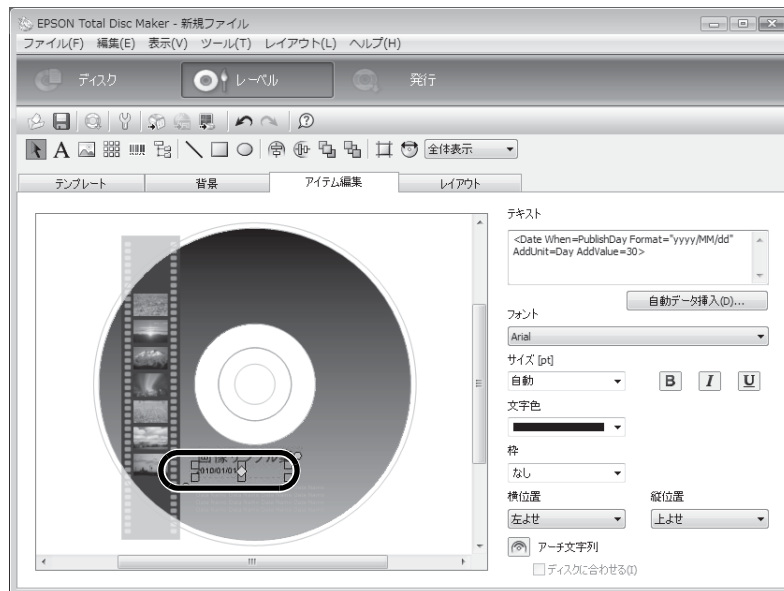 EPSON Total Disc Maker - 新規ファイル
ファイル(F) 編集(E) 表示(V) ツール(T) レイアウト(L) ヘルプ(H)
ディスク レーベル 発行
全体表示
テンプレート 背景 アイテム編集 レイアウト
テキスト
<Date When=PublishDay Format="yyyy/MM/dd"
AddUnit=Day AddValue=30>
自動データ挿入(D)...
フォント
Arial
サイズ [pt]
自動 B I U
文字色
枠
なし
横位置 縦位置
左よせ 上よせ
アーチ文字列
ディスクに合わせる(I)
画像サンプル
2010/01/01